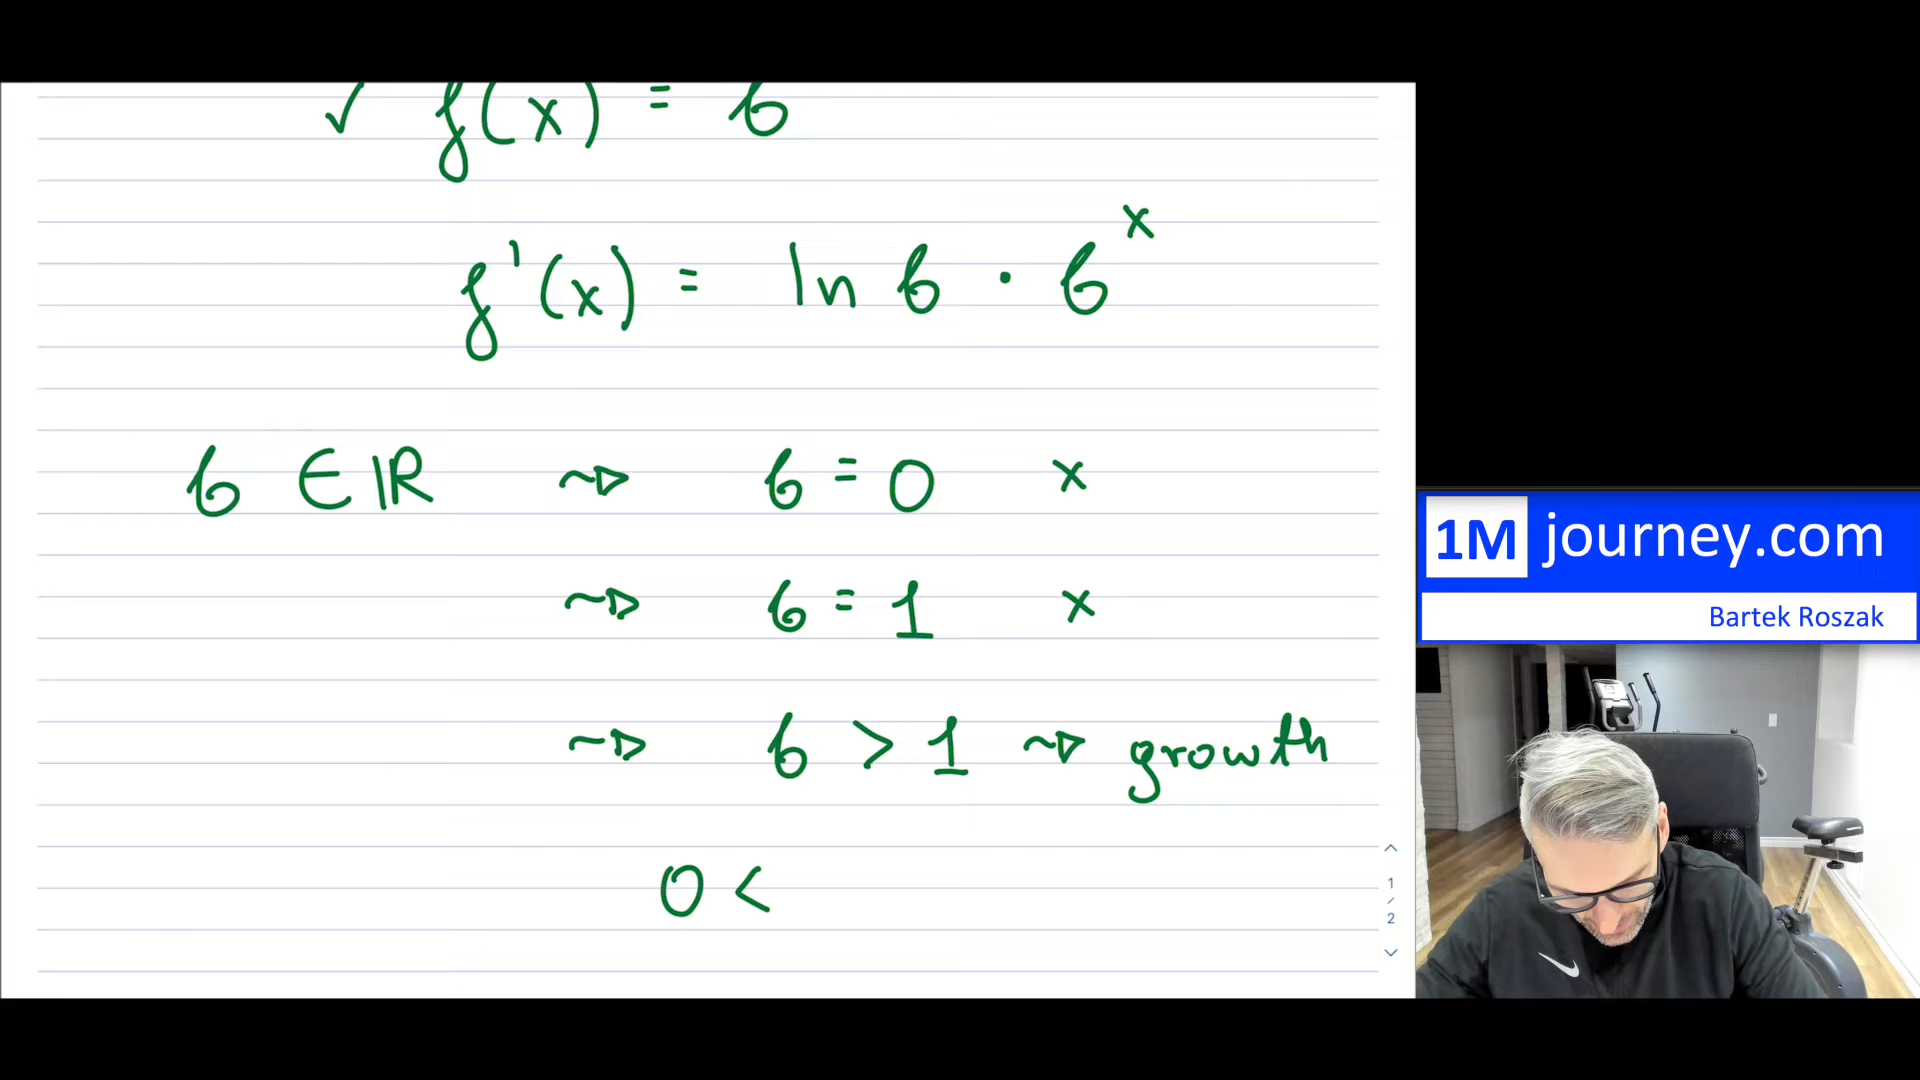 ✓ f(x) = b
f'(x) = ln b · b^x
b ∈ ℝ ⇝ b = 0 x
⇝ b = 1 x
⇝ b > 1 ⇝ growth
0 <
1
/
2
1M journey.com
Bartek Roszak